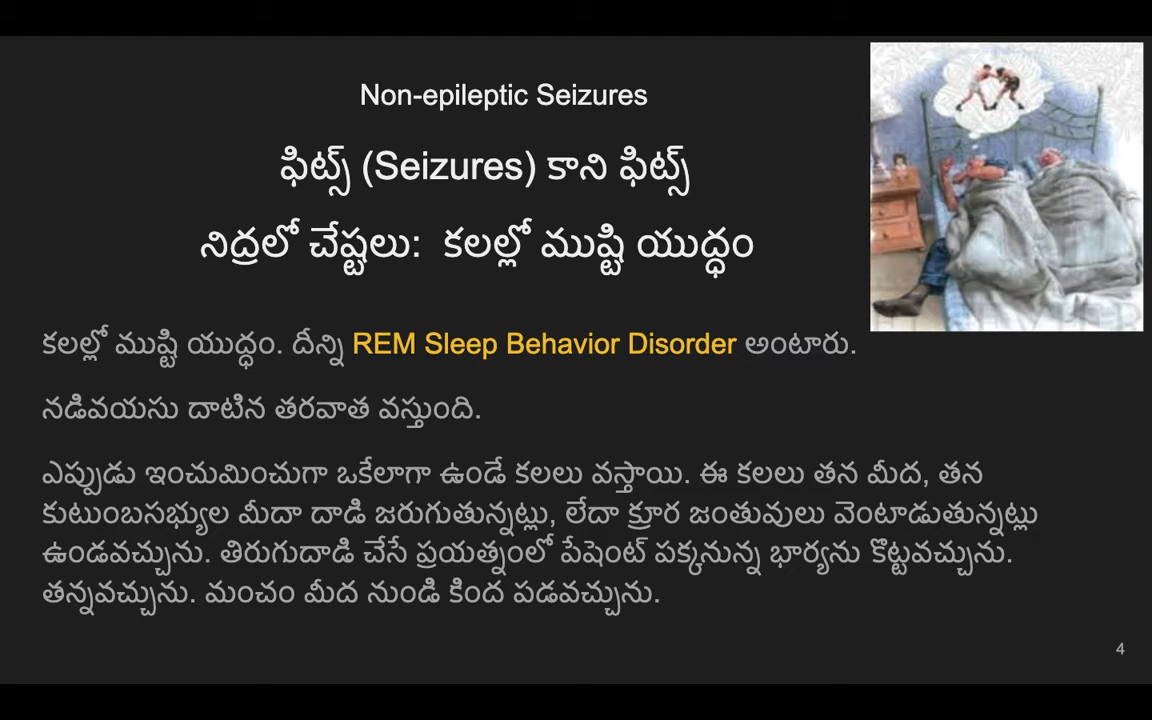 Non-epileptic Seizures
ఫిట్స్ (Seizures) కాని ఫిట్స్
నిద్రలో చేష్టలు: కలల్లో ముష్టి యుద్ధం
కలల్లో ముష్టి యుద్ధం. దీన్ని REM Sleep Behavior Disorder అంటారు.
నడివయసు దాటిన తరవాత వస్తుంది.
ఎప్పుడు ఇంచుమించుగా ఒకేలాగా ఉండే కలలు వస్తాయి. ఈ కలలు తన మీద, తన
కుటుంబసభ్యుల మీదా దాడి జరుగుతున్నట్లు, లేదా క్రూర జంతువులు వెంటాడుతున్నట్లు
ఉండవచ్చును. తిరుగుదాడి చేసే ప్రయత్నంలో పేషెంట్ పక్కనున్న భార్యను కొట్టవచ్చును.
తన్నవచ్చును. మంచం మీద నుండి కింద పడవచ్చును.
4